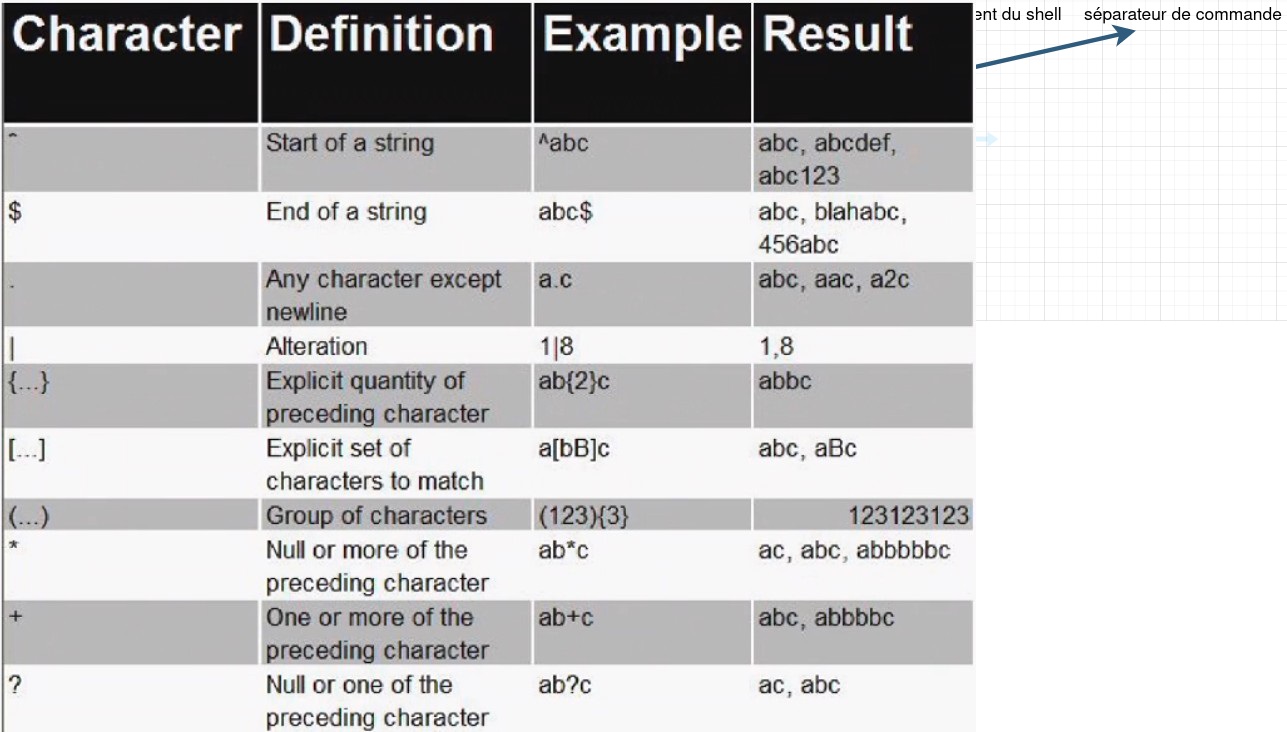 Character Definition Example Result
ent du shell séparateur de commande
^ Start of a string ^abc abc, abcdef,
abc123
$ End of a string abc$ abc, blahabc,
456abc
. Any character except a.c abc, aac, a2c
newline
| Alteration 1|8 1,8
{...} Explicit quantity of ab{2}c abbc
preceding character
[...] Explicit set of a[bB]c abc, aBc
characters to match
(...) Group of characters (123){3} 123123123
* Null or more of the ab*c ac, abc, abbbbbc
preceding character
+ One or more of the ab+c abc, abbbbc
preceding character
? Null or one of the ab?c ac, abc
preceding character